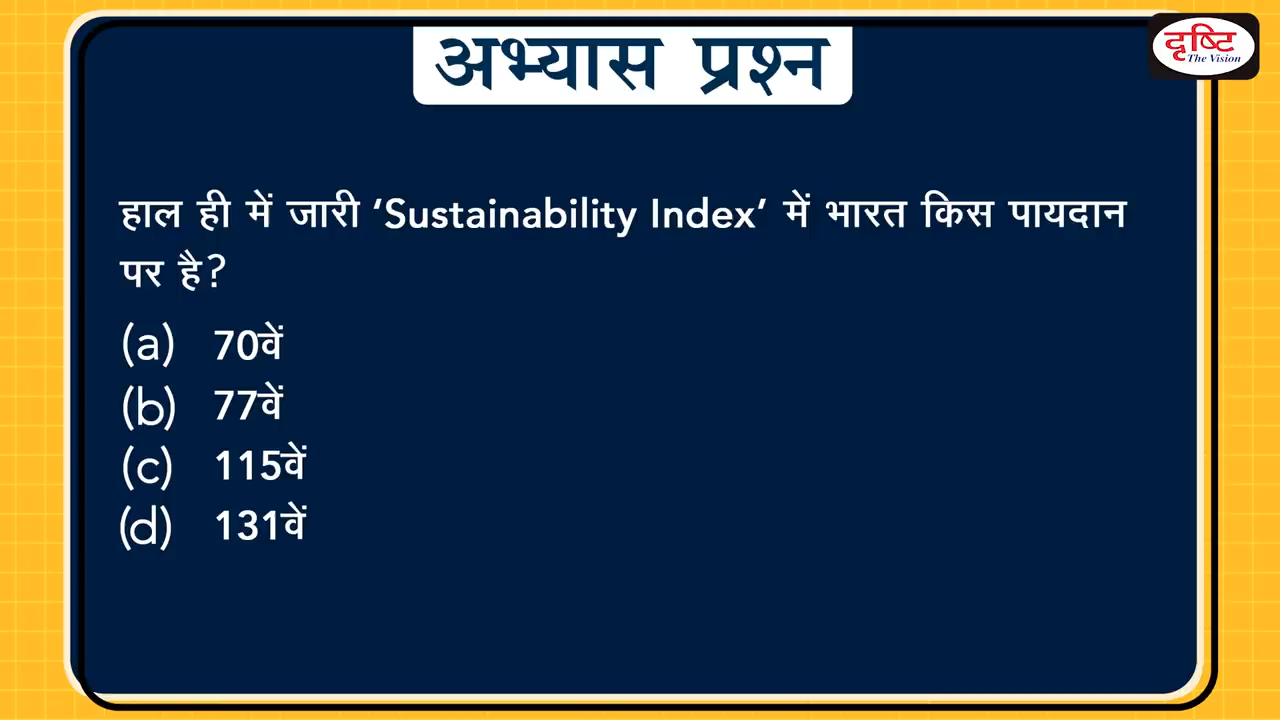 अभ्यास प्रश्न
दृष्टि
The Vision
हाल ही में जारी ‘Sustainability Index’ में भारत किस पायदान
पर है?
(a) 70वें
(b) 77वें
(c) 115वें
(d) 131वें